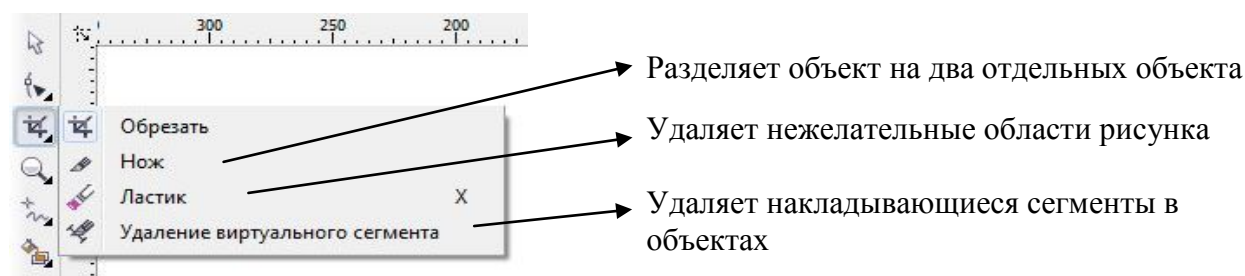 300 250 200
Разделяет объект на два отдельных объекта
Обрезать
Удаляет нежелательные области рисунка
Нож
Ластик X
Удаляет накладывающиеся сегменты в
объектах
Удаление виртуального сегмента